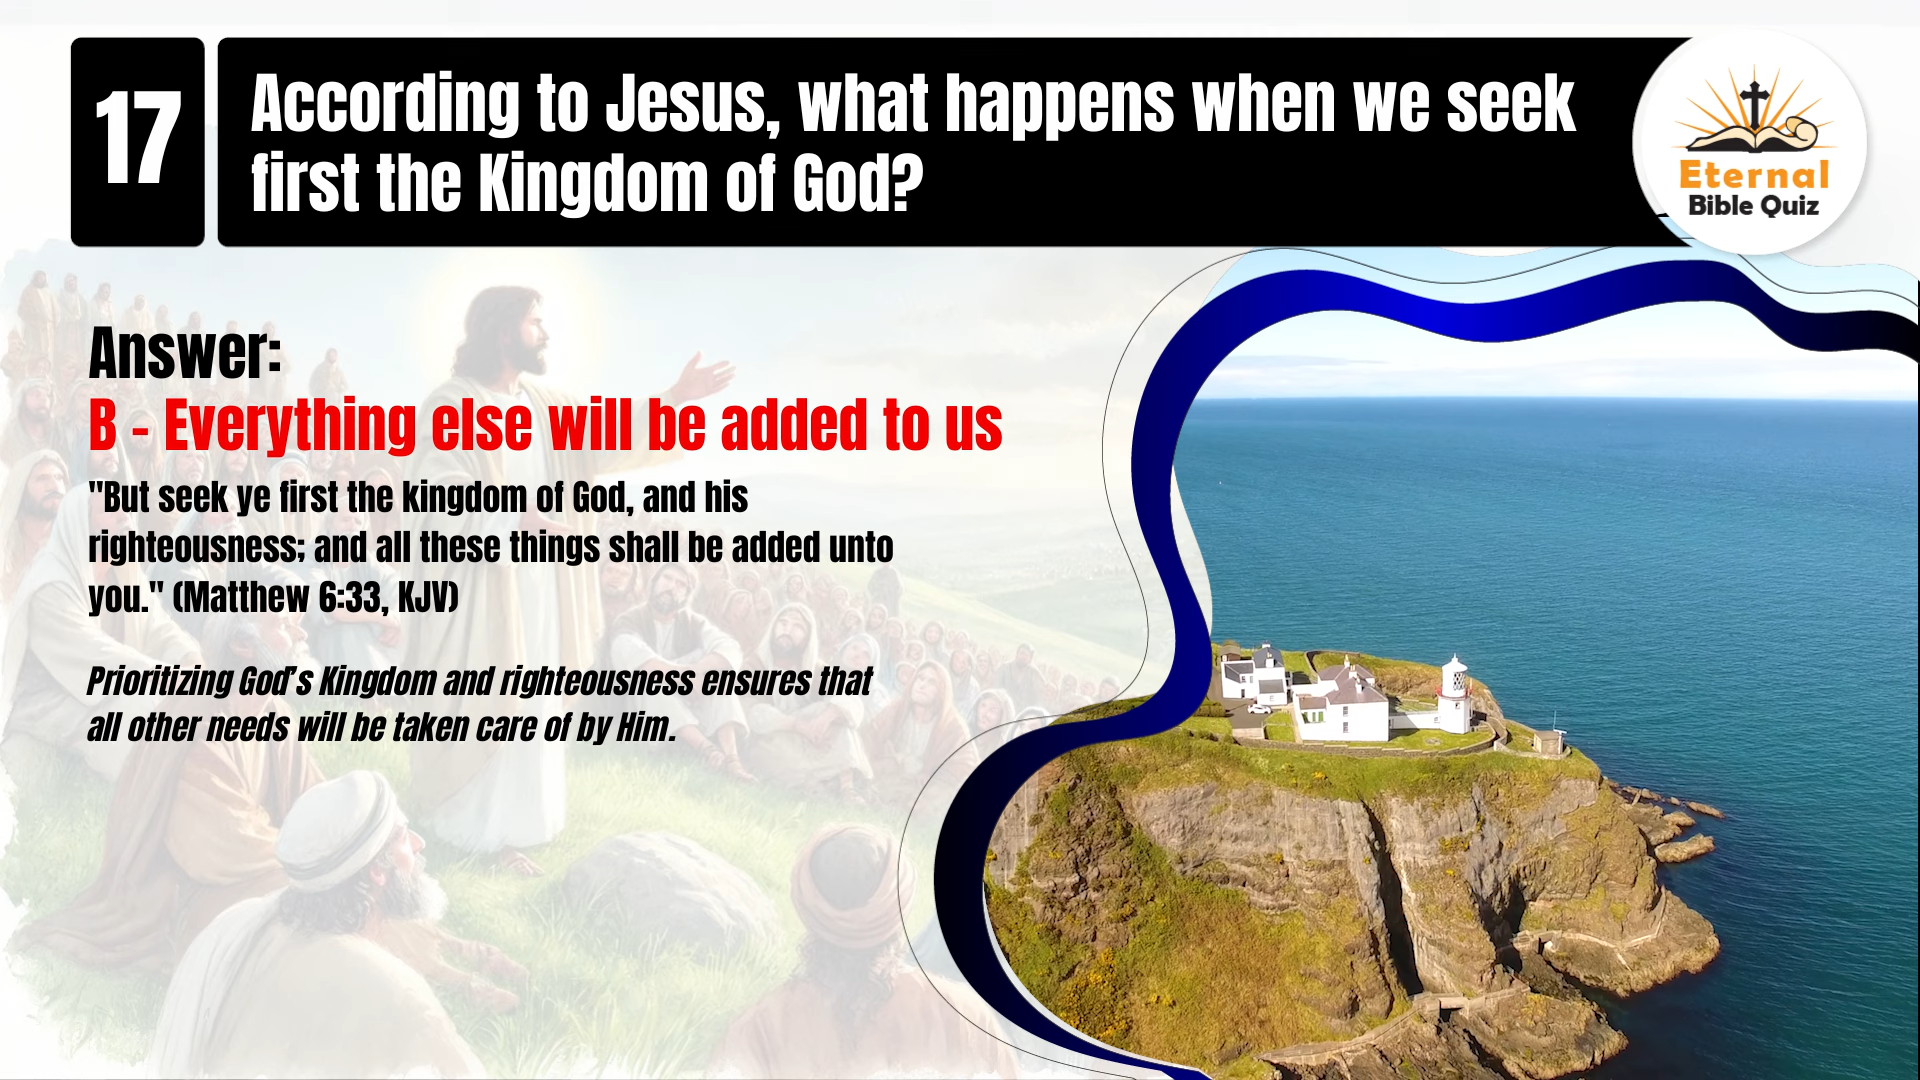 17
According to Jesus, what happens when we seek
first the Kingdom of God?
Eternal
Bible Quiz
Answer:
B - Everything else will be added to us
"But seek ye first the kingdom of God, and his
righteousness; and all these things shall be added unto
you." (Matthew 6:33, KJV)
Prioritizing God's Kingdom and righteousness ensures that
all other needs will be taken care of by Him.